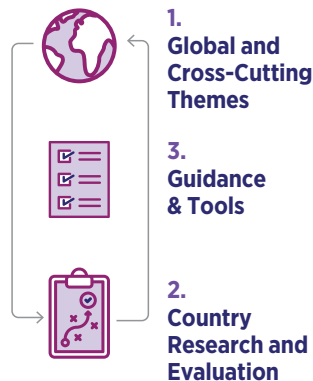 1.
Global and
Cross-Cutting
Themes
3.
Guidance
& Tools
2.
Country
Research and
Evaluation